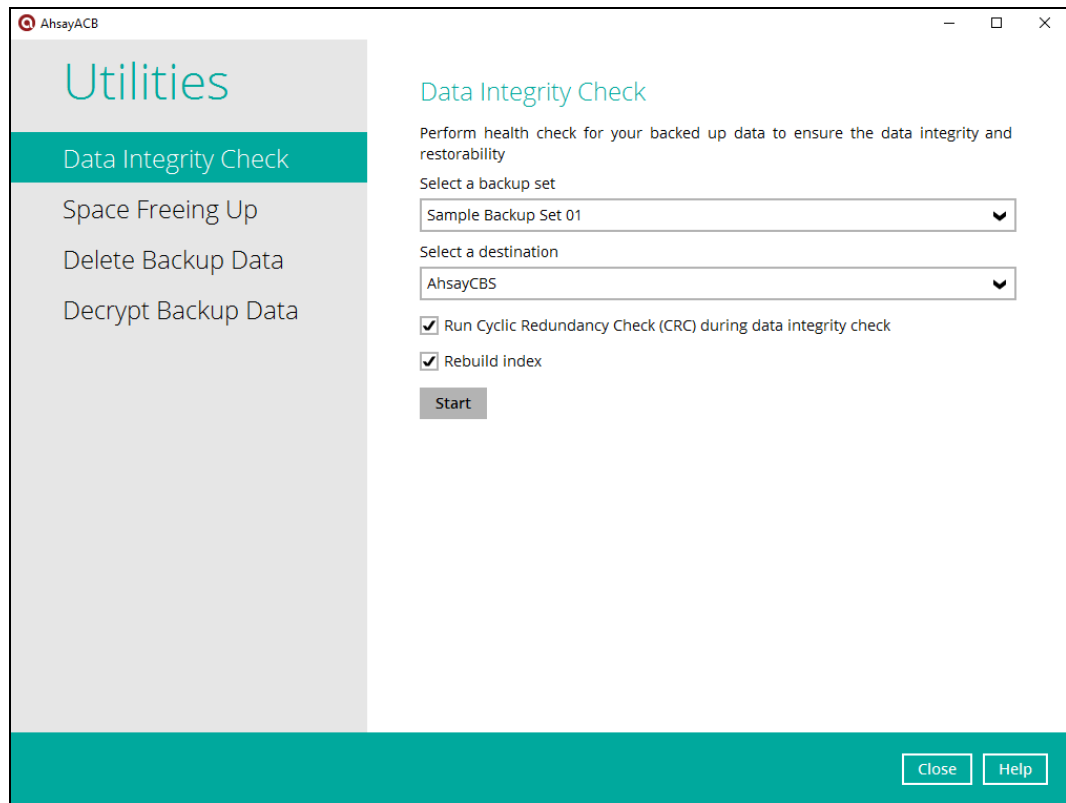 AhsayACB
Utilities
Data Integrity Check
Space Freeing Up
Delete Backup Data
Decrypt Backup Data
Data Integrity Check
Perform health check for your backed up data to ensure the data integrity and
restorability
Select a backup set
Sample Backup Set 01
Select a destination
AhsayCBS
Run Cyclic Redundancy Check (CRC) during data integrity check
Rebuild index
Start
Close
Help